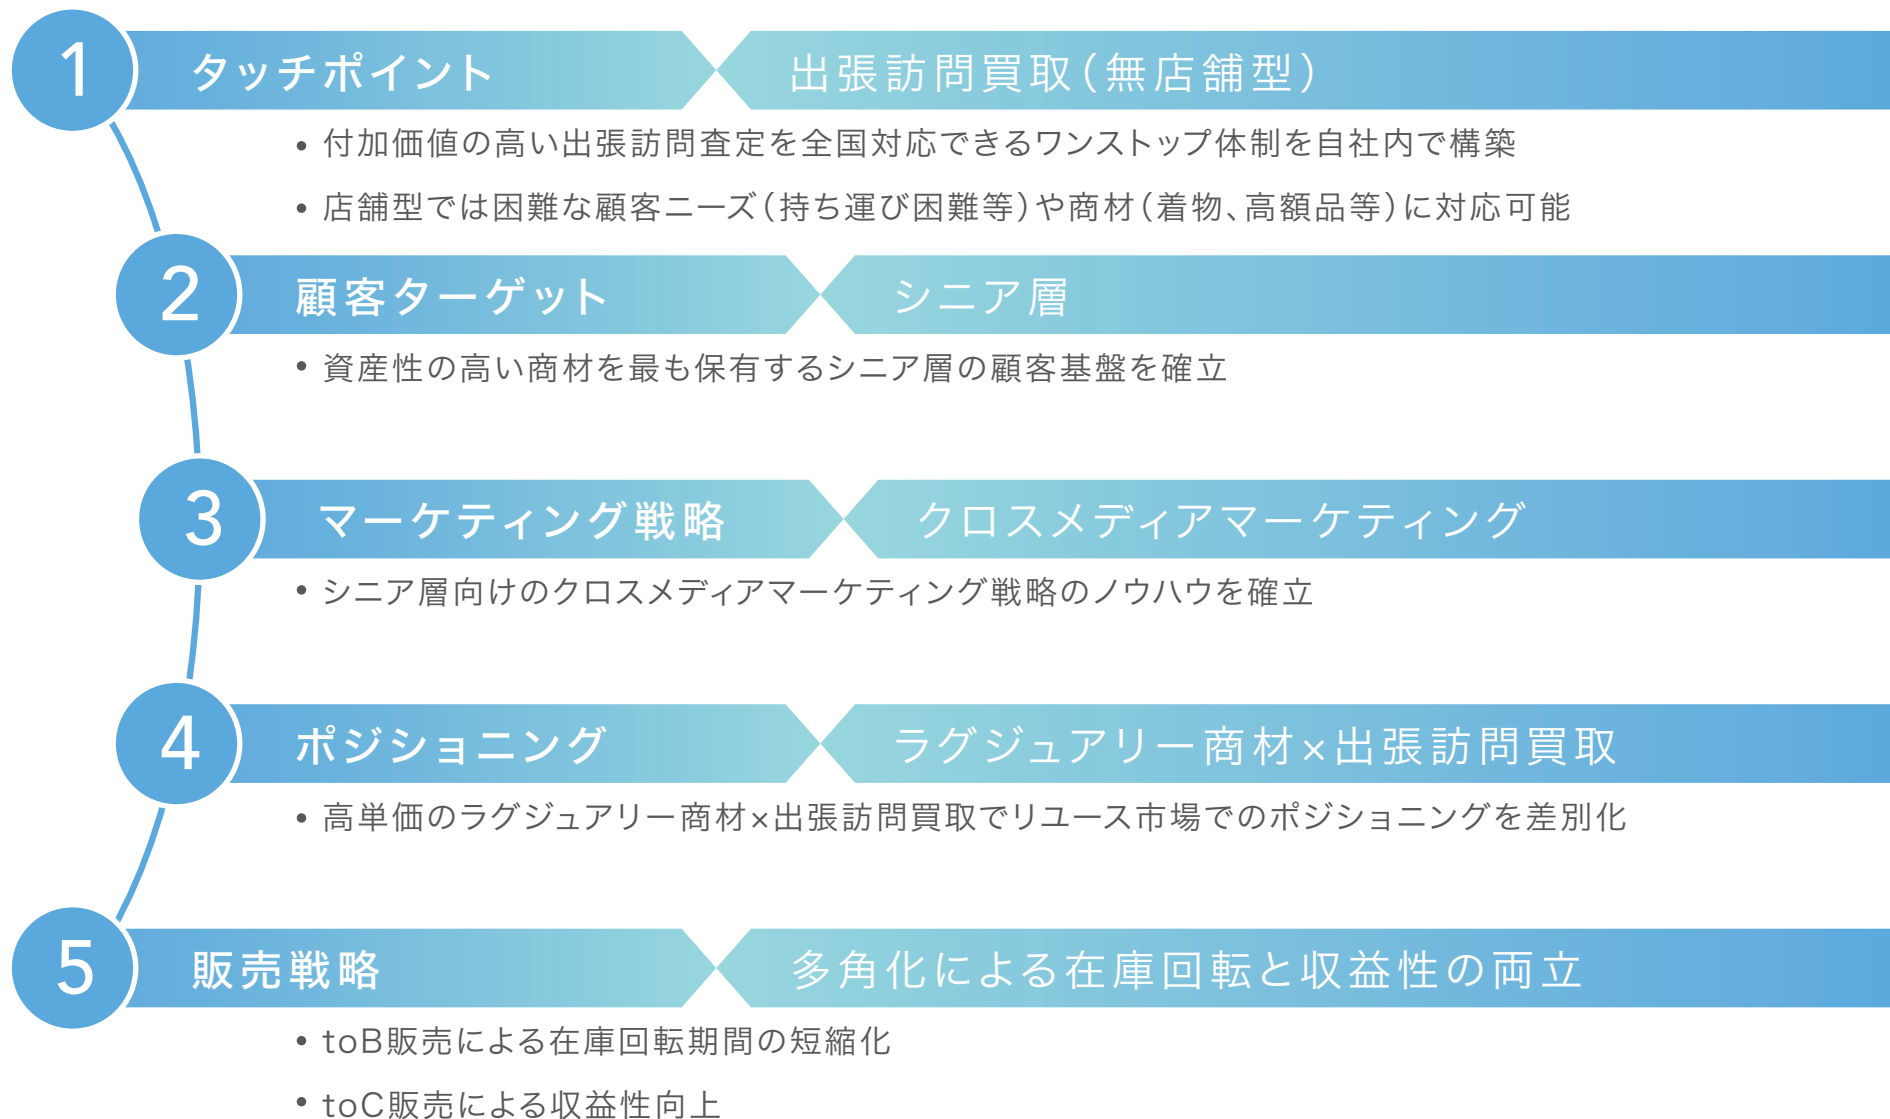 1 タッチポイント 出張訪問買取（無店舗型）
• 付加価値の高い出張訪問査定を全国対応できるワンストップ体制を自社内で構築
• 店舗型では困難な顧客ニーズ（持ち運び困難等）や商材（着物、高額品等）に対応可能
2 顧客ターゲット シニア層
• 資産性の高い商材を最も保有するシニア層の顧客基盤を確立
3 マーケティング戦略 クロスメディアマーケティング
• シニア層向けのクロスメディアマーケティング戦略のノウハウを確立
4 ポジショニング ラグジュアリー商材×出張訪問買取
• 高単価のラグジュアリー商材×出張訪問買取でリユース市場でのポジショニングを差別化
5 販売戦略 多角化による在庫回転と収益性の両立
• toB販売による在庫回転期間の短縮化
• toC販売による収益性向上